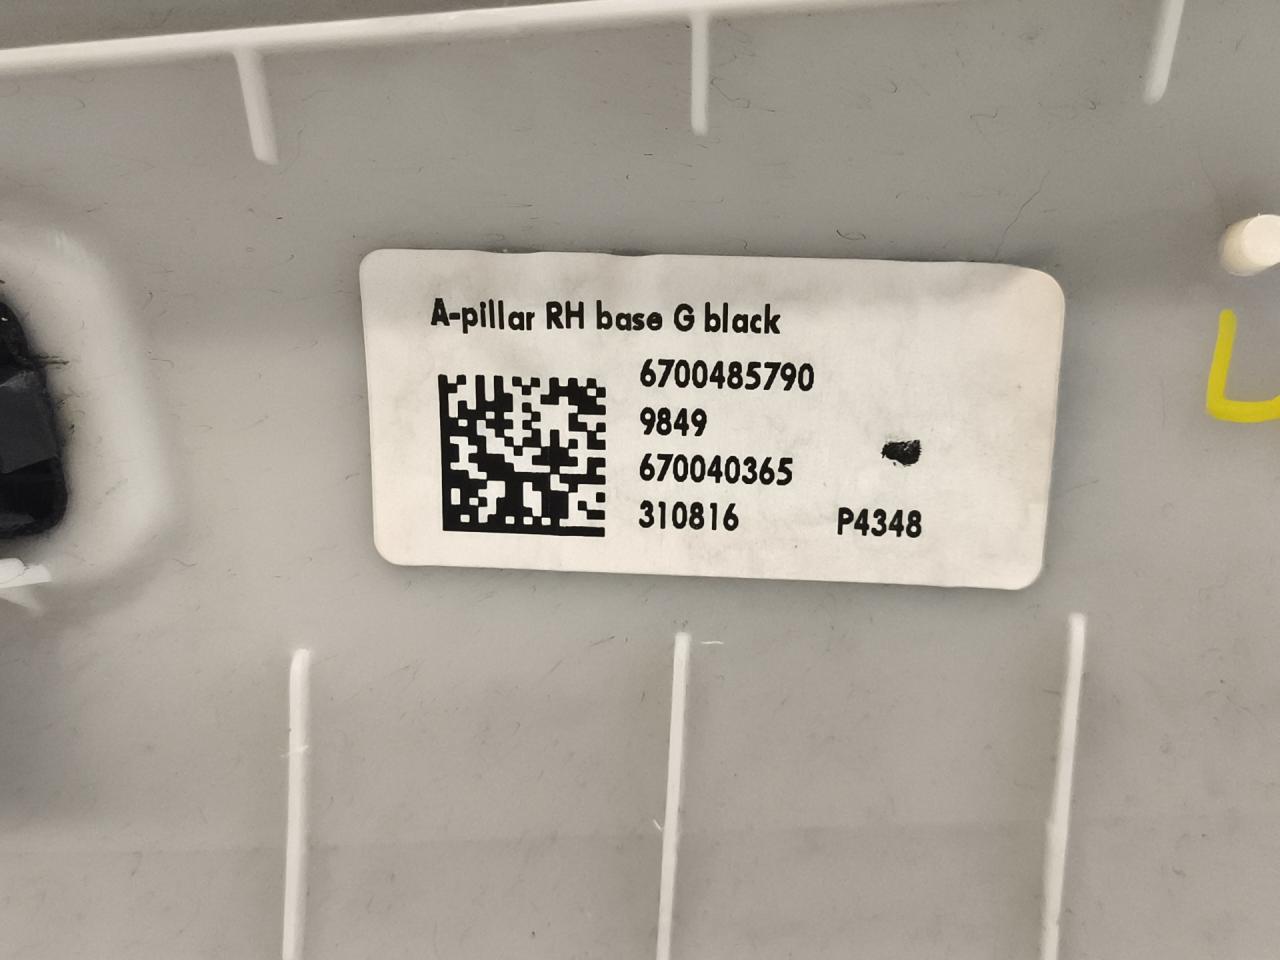 A-pillar RH base G black
6700485790
9849
670040365
310816 P4348